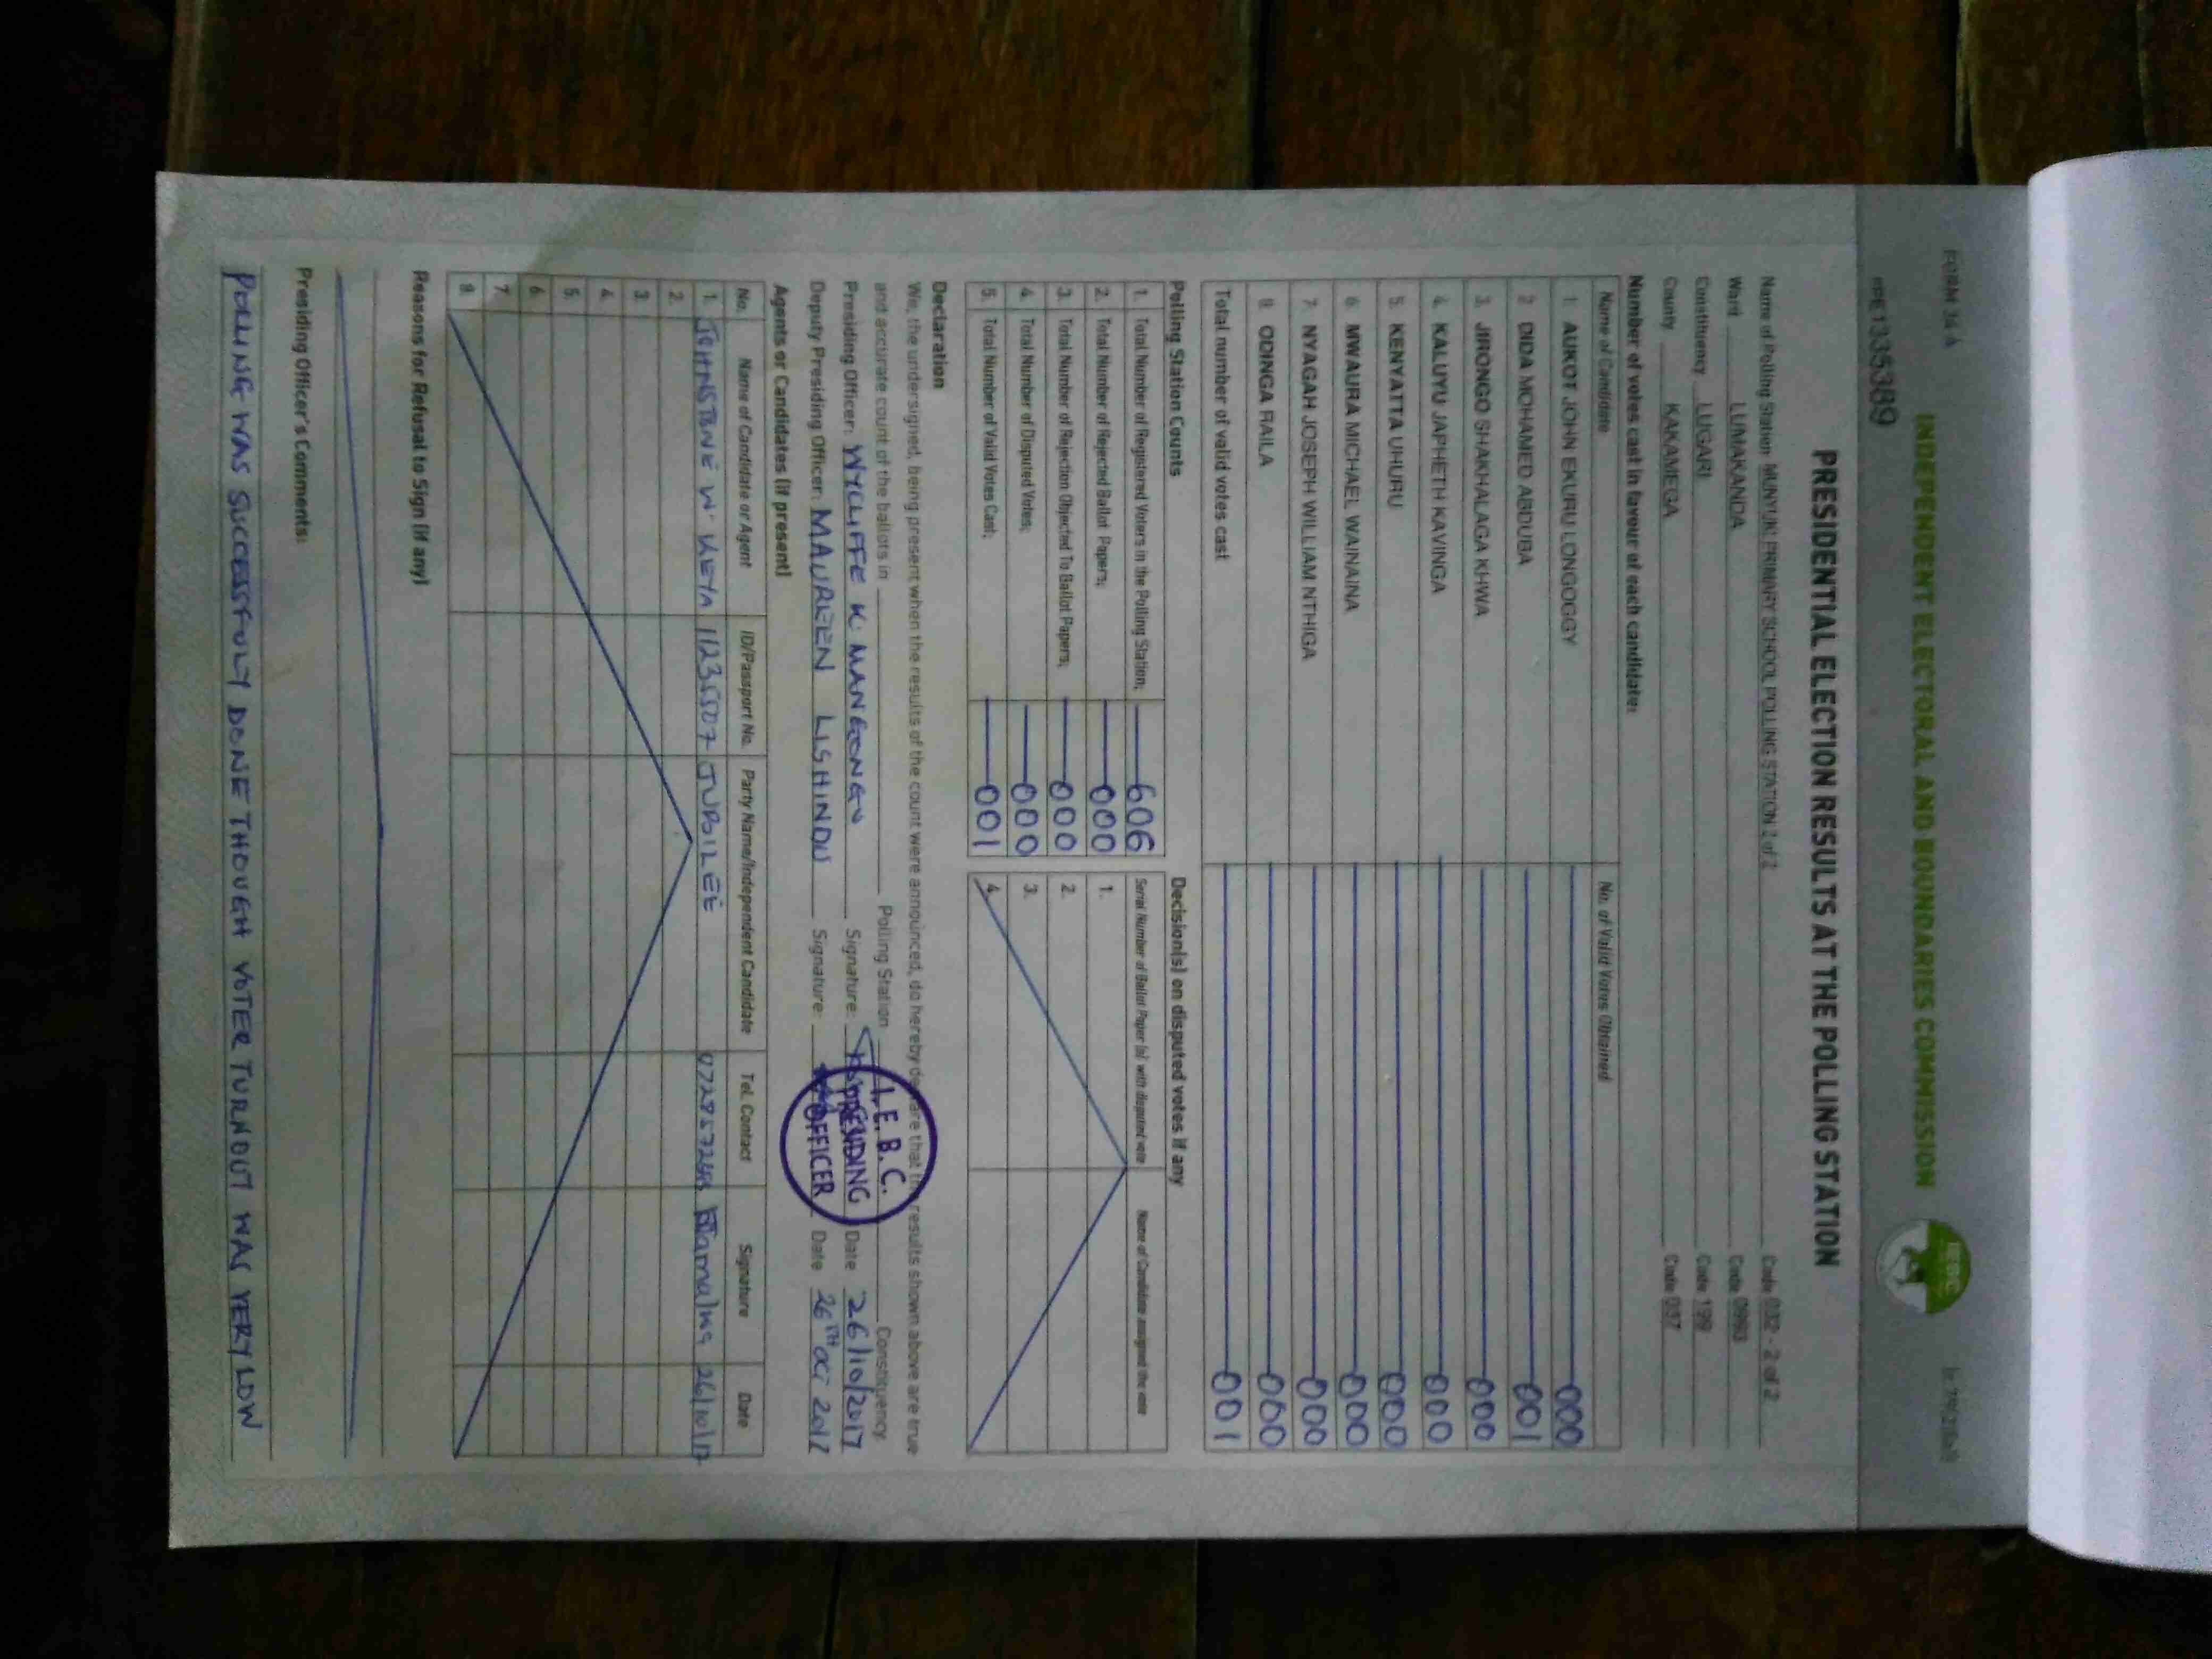 FORM 34 A
INDEPENDENT ELECTORAL AND BOUNDARIES COMMISSION
IEBC
PRESIDENTIAL ELECTION RESULTS AT THE POLLING STATION
Name of Polling Station MUNYUKI PRIMARY SCHOOL POLLING STATION 2 of 2 Code 032 - 2 of 2
Ward LUMAKANDA Code 0993
Constituency LUGARI Code 199
County KAKAMEGA Code 037
Number of votes cast in favour of each candidate:
Name of Candidate No. of Valid Votes Obtained
1. AUKOT JOHN EKURU LONGOGGY 000
2. DIDA MOHAMED ABDUBA 001
3. JIRONGO SHAKHALAGA KHWA 000
4. KALUYU JAPHETH KAVINGA 000
5. KENYATTA UHURU 000
6. MWAURA MICHAEL WAINAINA 000
7. NYAGAH JOSEPH WILLIAM NTHIGA 000
8. ODINGA RAILA 000
Total number of valid votes cast 001
Polling Station Counts
1. Total Number of Registered Voters in the Polling Station; 606
2. Total Number of Rejected Ballot Papers; 000
3. Total Number of Rejection Objected To Ballot Papers; 000
4. Total Number of Disputed Votes; 000
5. Total Number of Valid Votes Cast; 001
Decision(s) on disputed votes if any
Serial Number of Ballot Paper (s) with disputed vote Name of Candidate assigned the vote
1.
2.
3.
4.
Declaration
We, the undersigned, being present when the results of the count were announced, do hereby declare that the results shown above are true
and accurate count of the ballots in Polling Station Constituency
Presiding Officer: WYCLIFFE K. Signature: Date 26/10/2017
Deputy Presiding Officer: MAUREEN LISHINDU Signature: Date 26TH OCT 2017
I.E.B.C.
PRESIDING
OFFICER
Agents or Candidates (if present)
No. Name of Candidate or Agent ID/Passport No. Party Name/Independent Candidate Tel. Contact Signature Date
1. JOHNSTONE W. KEYA 11235507 JUBILEE 26/10/17
2.
3.
4.
5.
6.
7.
8.
Reasons for Refusal to Sign (if any)
Presiding Officer's Comments:
POLLING WAS SUCCESSFULY DONE THOUGH VOTER TURNOUT WAS VERY LOW